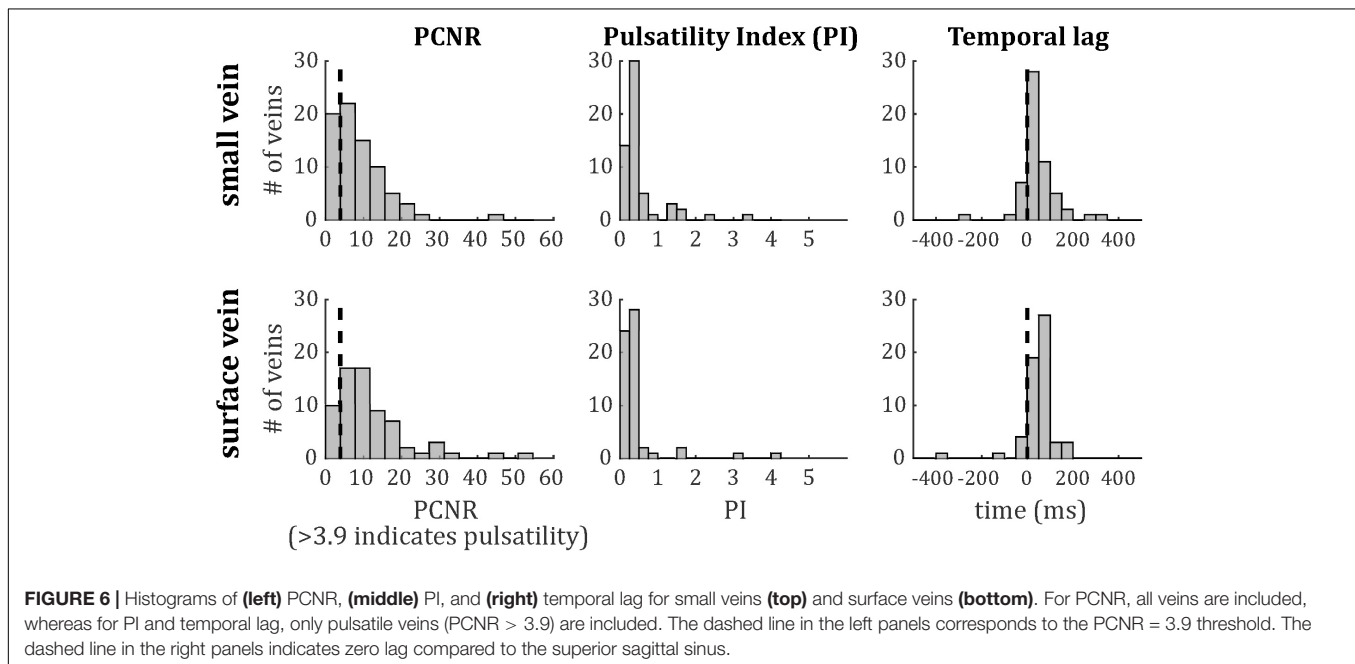 PCNR Pulsatility Index (PI) Temporal lag
small vein
# of veins
30 30 30
20 20 20
10 10 10
0 0 0
0 10 20 30 40 50 60 0 1 2 3 4 5 -400 -200 0 200 400
surface vein
# of veins
30 30 30
20 20 20
10 10 10
0 0 0
0 10 20 30 40 50 60 0 1 2 3 4 5 -400 -200 0 200 400
PCNR PI time (ms)
(>3.9 indicates pulsatility)
FIGURE 6 | Histograms of (left) PCNR, (middle) PI, and (right) temporal lag for small veins (top) and surface veins (bottom). For PCNR, all veins are included,
whereas for PI and temporal lag, only pulsatile veins (PCNR > 3.9) are included. The dashed line in the left panels corresponds to the PCNR = 3.9 threshold. The
dashed line in the right panels indicates zero lag compared to the superior sagittal sinus.